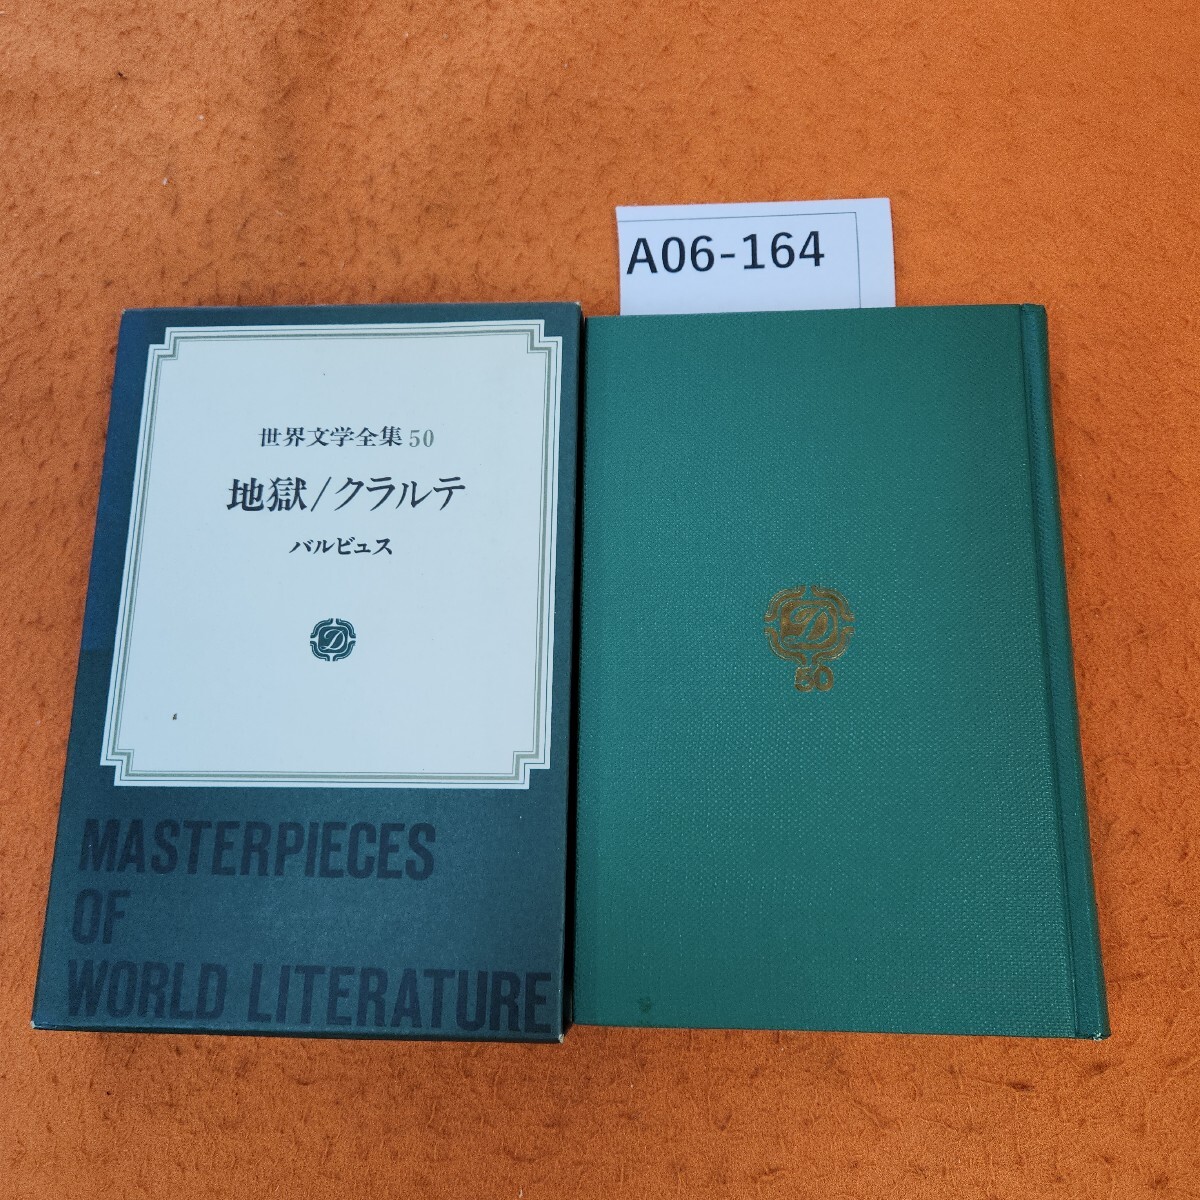 A06-164
世界文学全集 50
地獄/クラルテ
バルビュス
D
MASTERPIECES
OF
WORLD LITERATURE
D
50